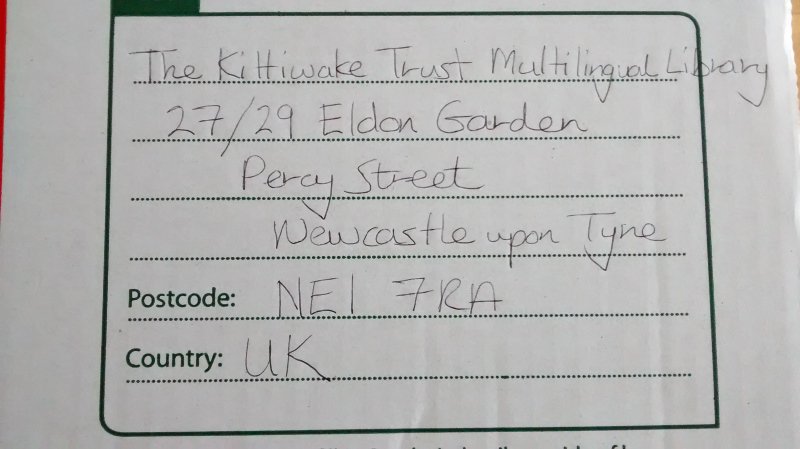 The Kittiwake Trust Multilingual Library
27/29 Eldon Garden
Percy Street
Newcastle upon Tyne
Postcode: NE1 7RA
Country: UK